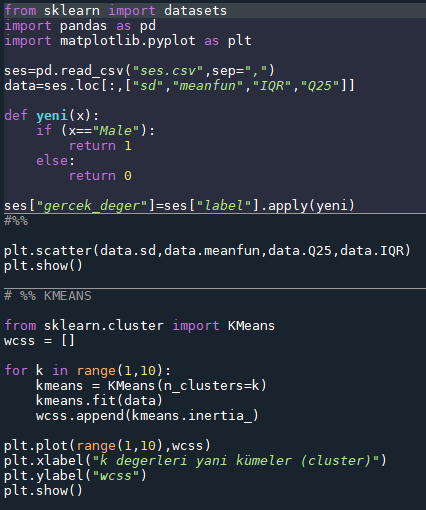 from sklearn import datasets
import pandas as pd
import matplotlib.pyplot as plt

ses=pd.read_csv("ses.csv",sep=",")
data=ses.loc[:,["sd","meanfun","IQR","Q25"]]

def yeni(x):
    if (x=="Male"):
        return 1
    else:
        return 0

ses["gercek_deger"]=ses["label"].apply(yeni)
#%%

plt.scatter(data.sd,data.meanfun,data.Q25,data.IQR)
plt.show()

# %% KMEANS

from sklearn.cluster import KMeans
wcss = []

for k in range(1,10):
    kmeans = KMeans(n_clusters=k)
    kmeans.fit(data)
    wcss.append(kmeans.inertia_)

plt.plot(range(1,10),wcss)
plt.xlabel("k degerleri yani kümeler (cluster)")
plt.ylabel("wcss")
plt.show()